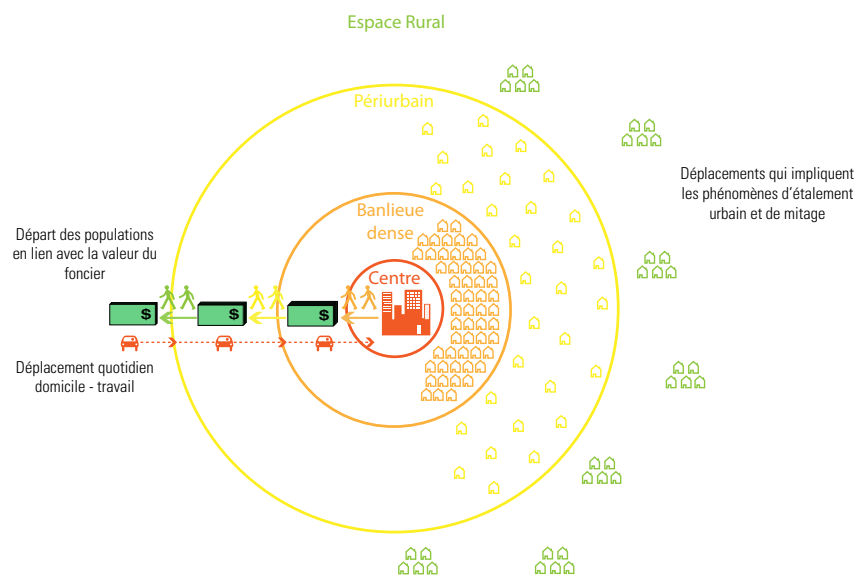 Espace Rural
Périurbain
Banlieue
dense
Centre
Départ des populations
en lien avec la valeur du
foncier
$
$
$
Déplacement quotidien
domicile - travail
Déplacements qui impliquent
les phénomènes d'étalement
urbain et de mitage